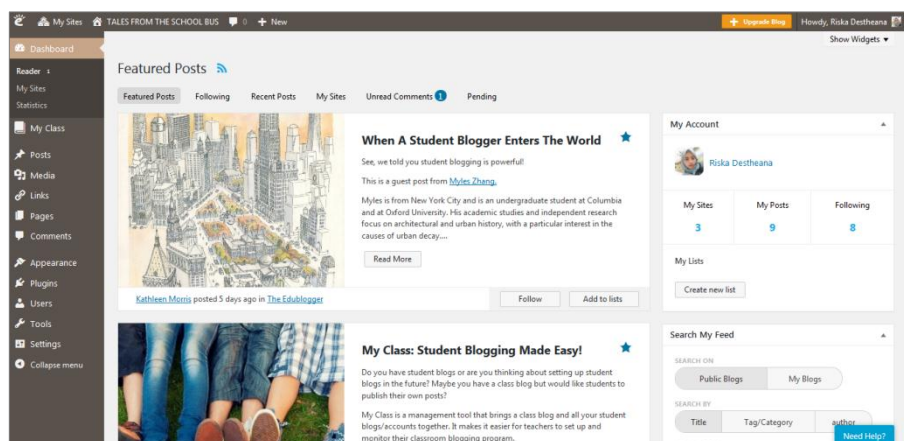 My Sites TALES FROM THE SCHOOL BUS 0 + New Upgrade Blog Howdy, Riska Destheana
Show Widgets ▼
Dashboard
Reader 1
My Sites
Statistics
My Class
Posts
Media
Links
Pages
Comments
Appearance
Plugins
Users
Tools
Settings
Collapse menu
Featured Posts
Featured Posts Following Recent Posts My Sites Unread Comments 1 Pending
When A Student Blogger Enters The World
See, we told you student blogging is powerful!
This is a guest post from Myles Zhang.
Myles is from New York City and is an undergraduate student at Columbia
and at Oxford University. His academic studies and independent research
focus on architectural and urban history, with a particular interest in the
causes of urban decay....
Read More
Kathleen Morris posted 5 days ago in The Edublogger
Follow Add to lists
My Class: Student Blogging Made Easy!
Do you have student blogs or are you thinking about setting up student
blogs in the future? Maybe you have a class blog but would like students to
publish their own posts?
My Class is a management tool that brings a class blog and all your student
blogs/accounts together. It makes it easier for teachers to set up and
monitor their classroom blogging program.
My Account
Riska Destheana
My Sites My Posts Following
3 9 8
My Lists
Create new list
Search My Feed
SEARCH ON
Public Blogs My Blogs
SEARCH BY
Title Tag/Category author
Need Help?